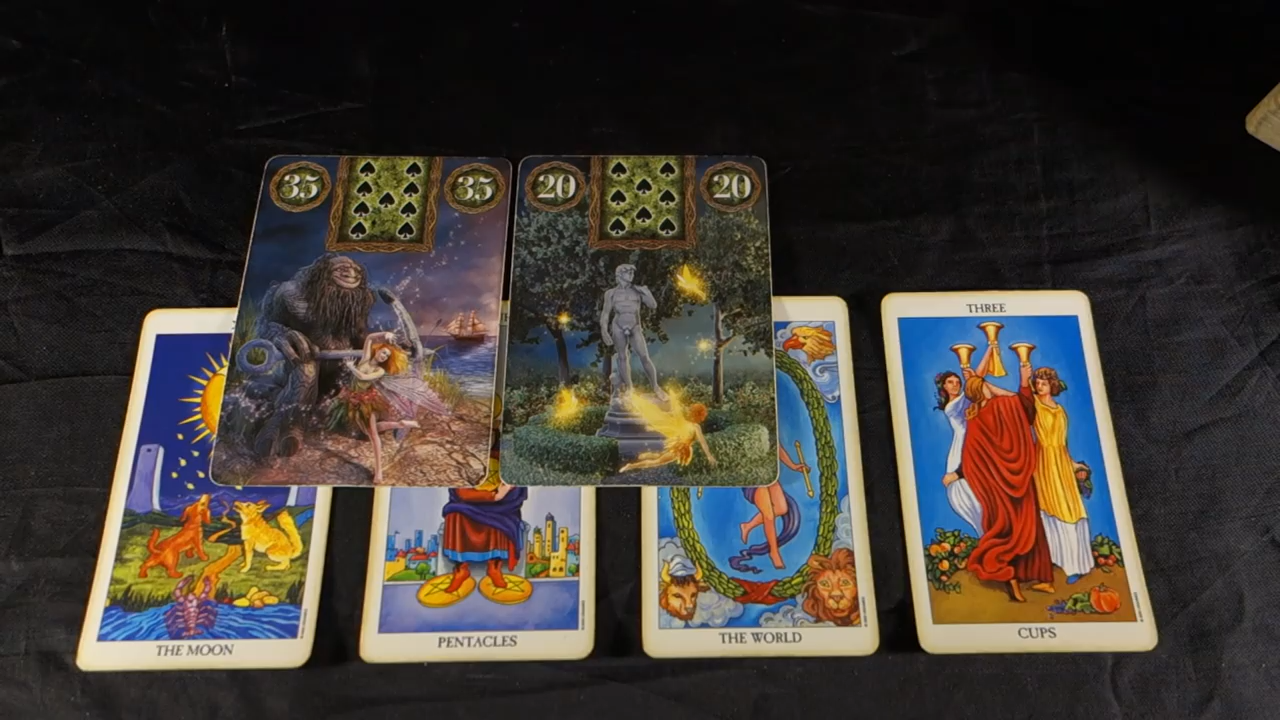 35 35
20 20
THREE
THE MOON
PENTACLES
THE WORLD
CUPS